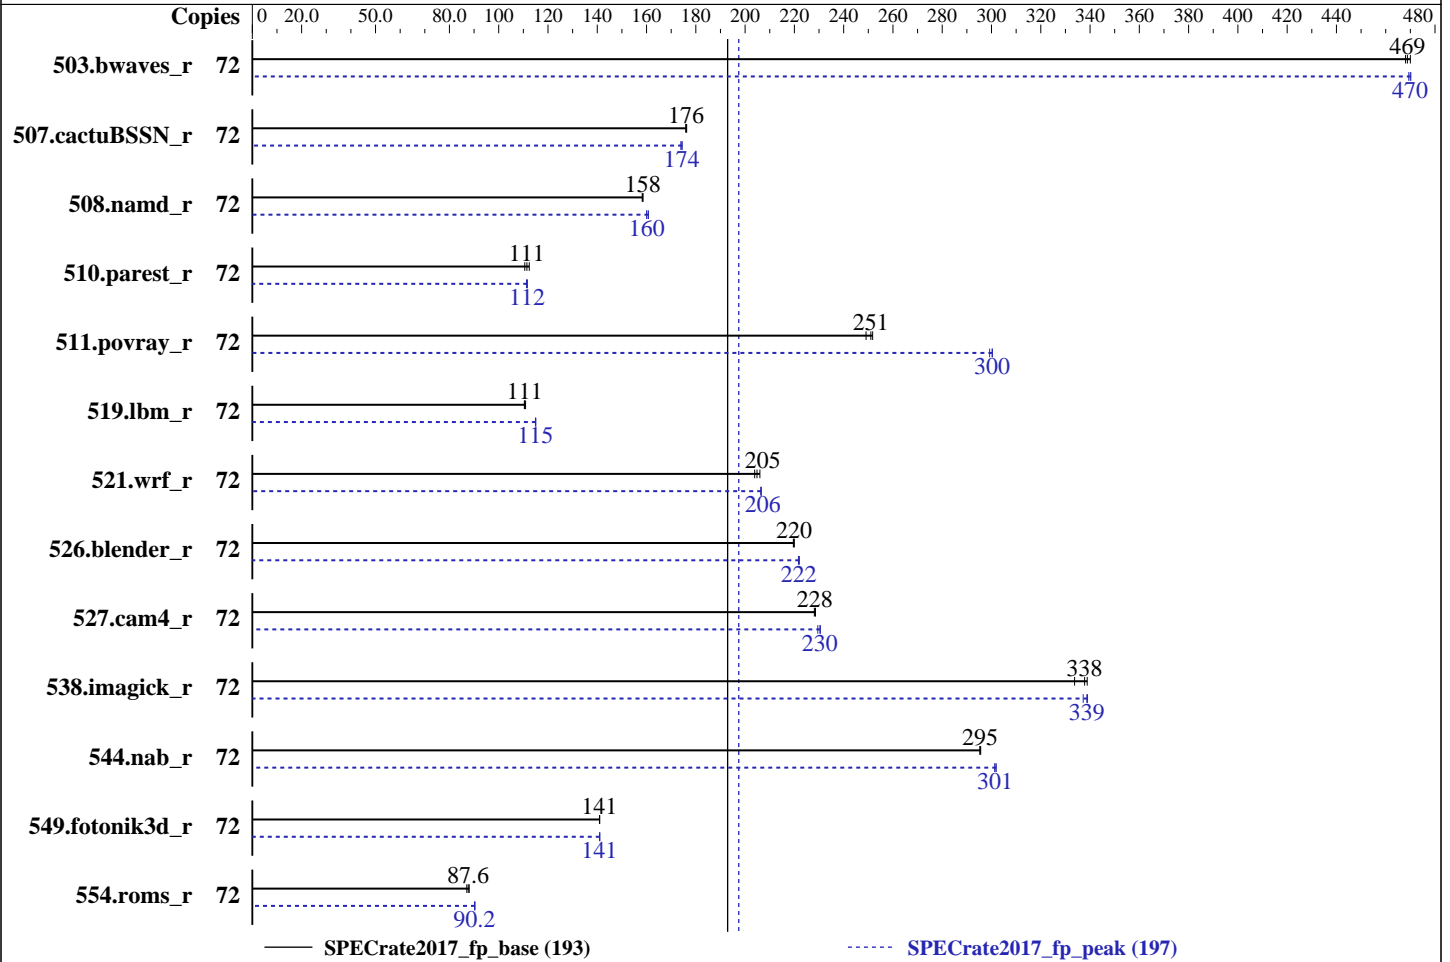 Copies 0 20.0 50.0 80.0 100 120 140 160 180 200 220 240 260 280 300 320 340 360 380 400 420 440 480
503.bwaves_r 72 469
470
507.cactuBSSN_r 72 176
174
508.namd_r 72 158
160
510.parest_r 72 111
112
511.povray_r 72 251
300
519.lbm_r 72 111
115
521.wrf_r 72 205
206
526.blender_r 72 220
222
527.cam4_r 72 228
230
538.imagick_r 72 338
339
544.nab_r 72 295
301
549.fotonik3d_r 72 141
141
554.roms_r 72 87.6
90.2
SPECrate2017_fp_base (193) SPECrate2017_fp_peak (197)